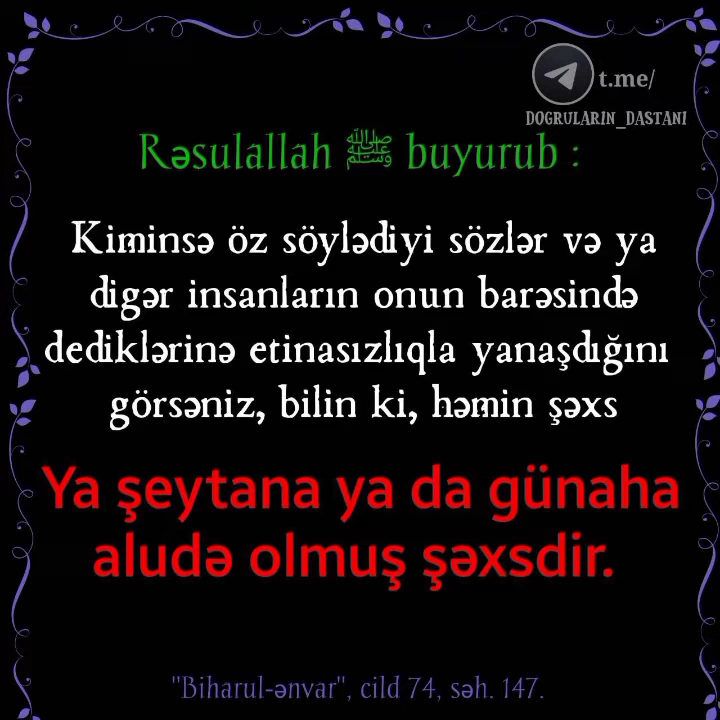 t.me/
DOGRULARIN_DASTANI
Rəsulallah ﷺ buyurub :
Kiminsə öz söylədiyi sözlər və ya
digər insanların onun barəsində
dediklərinə etinasızlıqla yanaşdığını
görsəniz, bilin ki, həmin şəxs
Ya şeytana ya da günaha
aludə olmuş şəxsdir.
"Biharul-ənvar", cild 74, səh. 147.